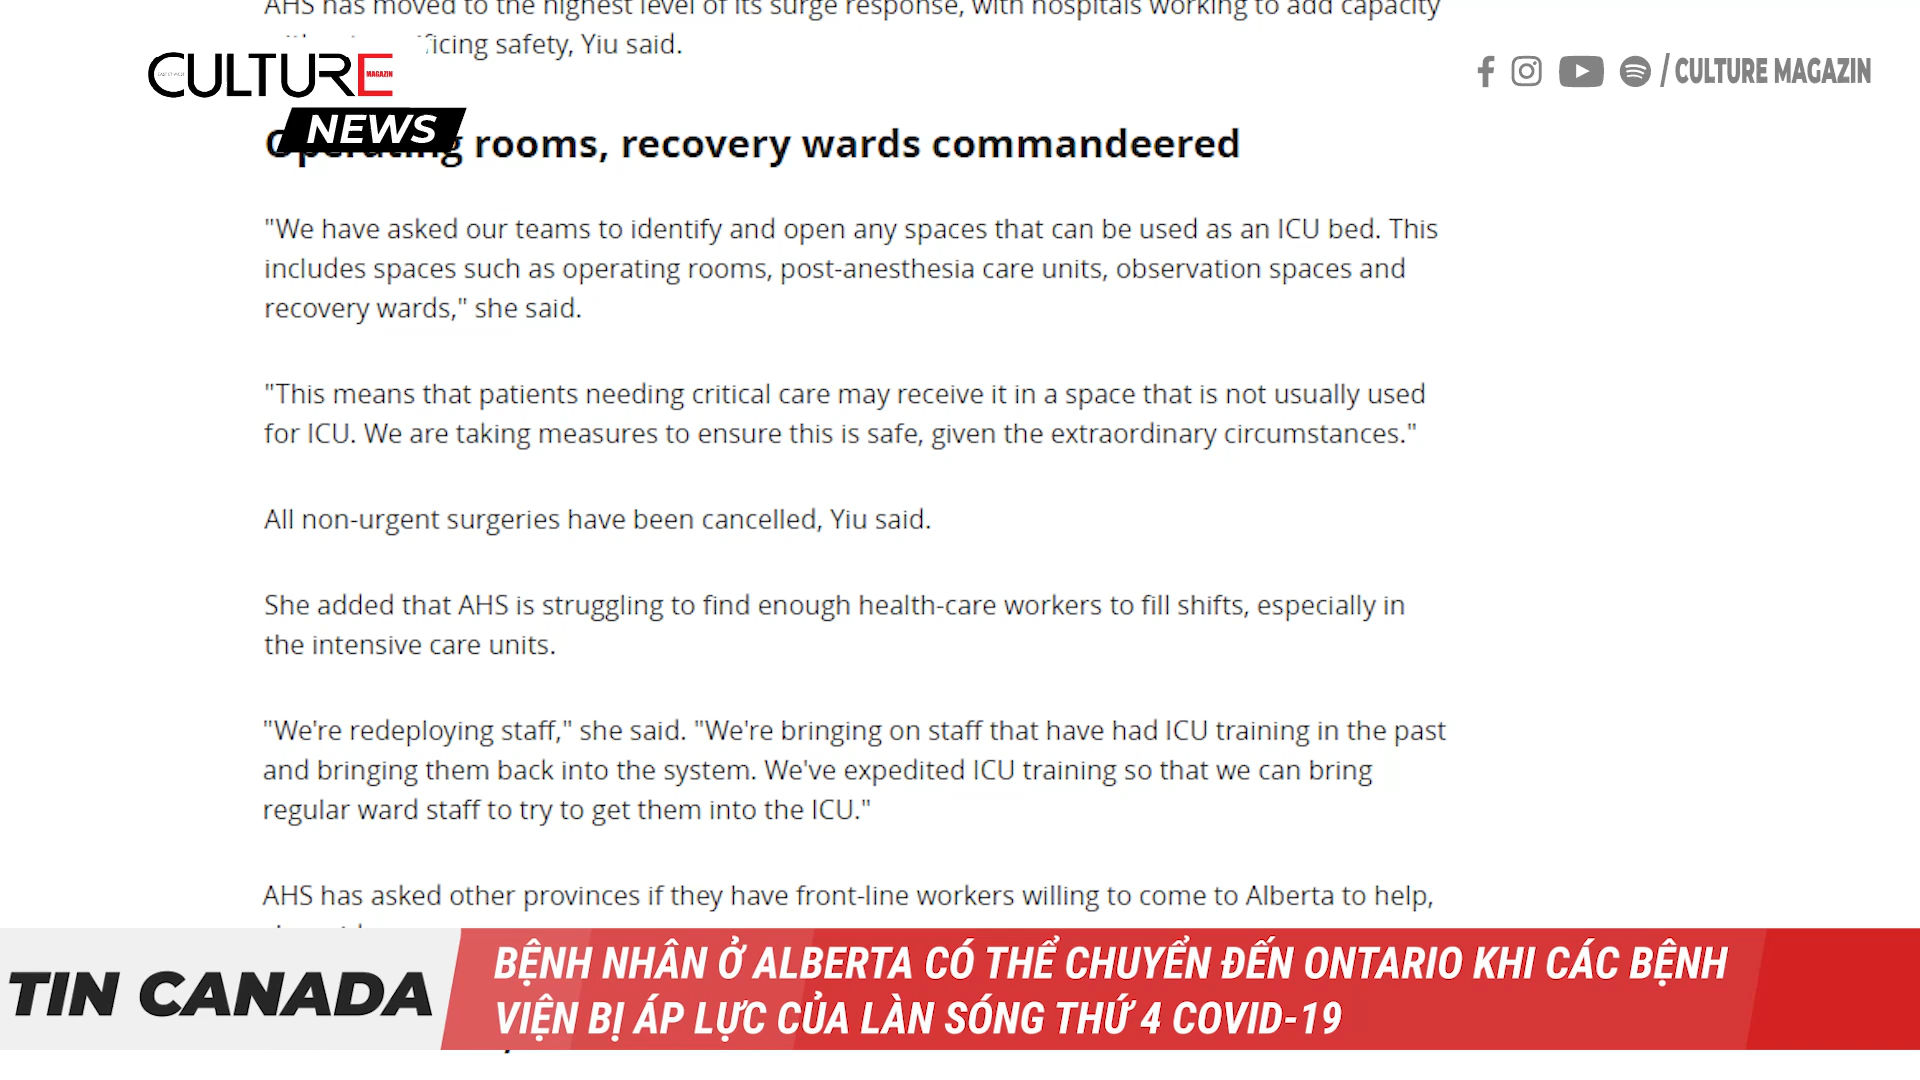 AHS has moved to the highest level of its surge response, with hospitals working to add capacity
safety, Yiu said.
CULTURE
MAGAZIN
NEWS
/ CULTURE MAGAZIN
Operating rooms, recovery wards commandeered
"We have asked our teams to identify and open any spaces that can be used as an ICU bed. This
includes spaces such as operating rooms, post-anesthesia care units, observation spaces and
recovery wards," she said.
"This means that patients needing critical care may receive it in a space that is not usually used
for ICU. We are taking measures to ensure this is safe, given the extraordinary circumstances."
All non-urgent surgeries have been cancelled, Yiu said.
She added that AHS is struggling to find enough health-care workers to fill shifts, especially in
the intensive care units.
"We're redeploying staff," she said. "We're bringing on staff that have had ICU training in the past
and bringing them back into the system. We've expedited ICU training so that we can bring
regular ward staff to try to get them into the ICU."
AHS has asked other provinces if they have front-line workers willing to come to Alberta to help,
TIN CANADA
BỆNH NHÂN Ở ALBERTA CÓ THỂ CHUYỂN ĐẾN ONTARIO KHI CÁC BỆNH
VIỆN BỊ ÁP LỰC CỦA LÀN SÓNG THỨ 4 COVID-19